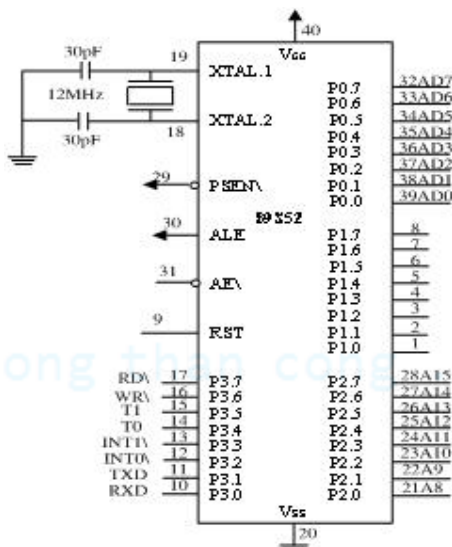 40
Vcc
30pF
19
XTAL.1
12MHz
30pF
18
XTAL.2
29
PSEN\
30
ALE
31
AE\
9
RST
89S52
P0.7 32AD7
P0.6 33AD6
P0.5 34AD5
P0.4 35AD4
P0.3 36AD3
P0.2 37AD2
P0.1 38AD1
P0.0 39AD0
P1.7 8
P1.6 7
P1.5 6
P1.4 5
P1.3 4
P1.2 3
P1.1 2
P1.0 1
ong than cong
RD\ 17 P3.7
WR\ 16 P3.6
T1 15 P3.5
T0 14 P3.4
INT1\ 13 P3.3
INT0\ 12 P3.2
TXD 11 P3.1
RXD 10 P3.0
P2.7 28A15
P2.6 27A14
P2.5 26A13
P2.4 25A12
P2.3 24A11
P2.2 23A10
P2.1 22A9
P2.0 21A8
Vss
20